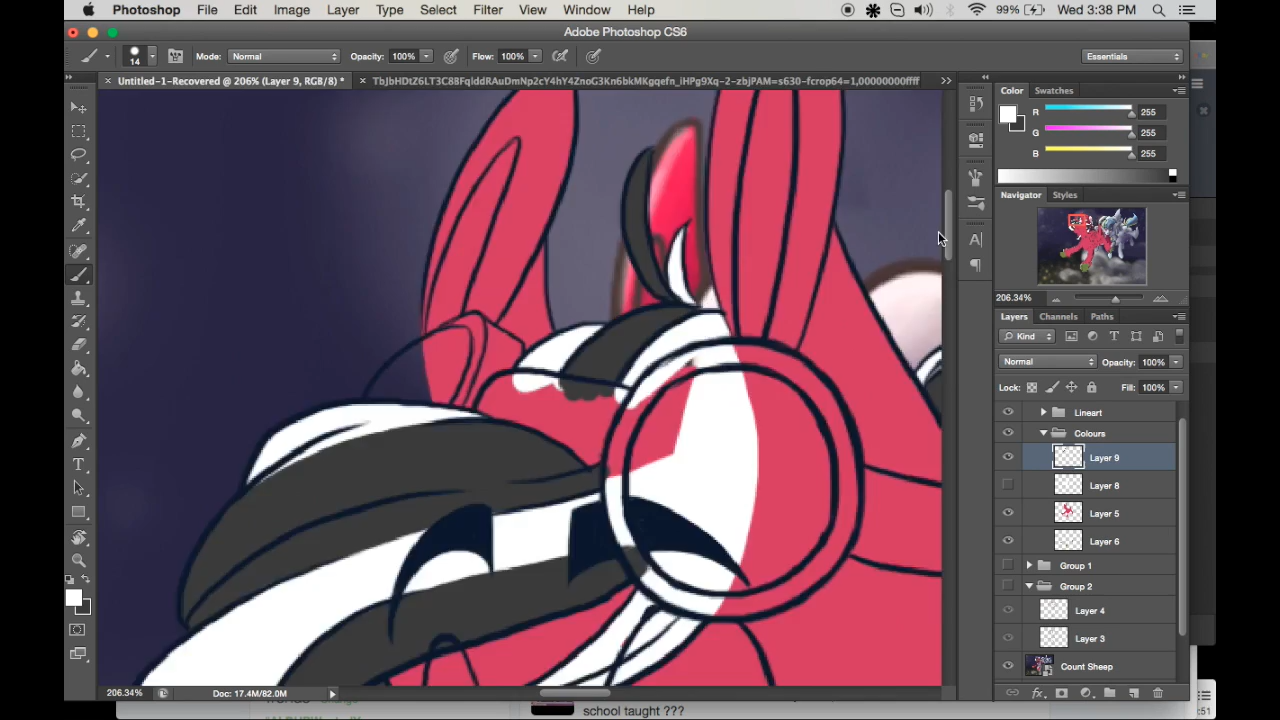 Photoshop File Edit Image Layer Type Select Filter View Window Help 99% Wed 3:38 PM
Adobe Photoshop CS6
14 Mode: Normal Opacity: 100% Flow: 100% Essentials
× Untitled-1-Recovered @ 206% (Layer 9, RGB/8) * ×
Color Swatches
R 255
G 255
B 255
Navigator Styles
206.34%
Layers Channels Paths
Kind
Normal Opacity: 100%
Lock: Fill: 100%
Lineart
Colours
Layer 9
Layer 8
Layer 5
Layer 6
Group 1
Group 2
Layer 4
Layer 3
Count Sheep
206.34% Doc: 17.4M/82.0M
school taught ???
:51